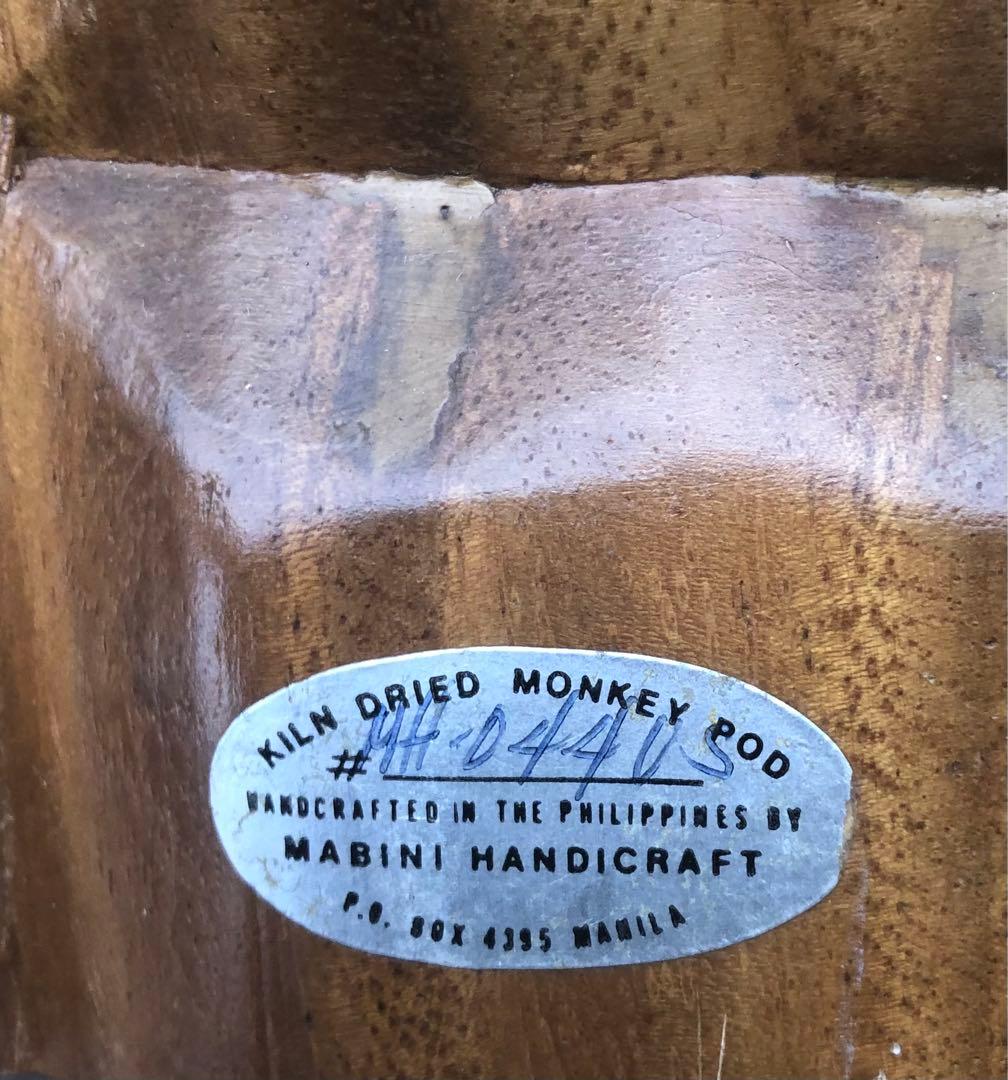 KILN DRIED MONKEY POD
# MH-0440S
HANDCRAFTED IN THE PHILIPPINES BY
MABINI HANDICRAFT
P.O. BOX 4395 MANILA